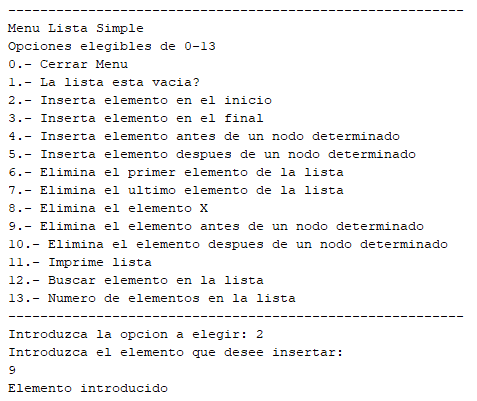 ---------------------------------------------------------
Menu Lista Simple
Opciones elegibles de 0-13
0.- Cerrar Menu
1.- La lista esta vacia?
2.- Inserta elemento en el inicio
3.- Inserta elemento en el final
4.- Inserta elemento antes de un nodo determinado
5.- Inserta elemento despues de un nodo determinado
6.- Elimina el primer elemento de la lista
7.- Elimina el ultimo elemento de la lista
8.- Elimina el elemento X
9.- Elimina el elemento antes de un nodo determinado
10.- Elimina el elemento despues de un nodo determinado
11.- Imprime lista
12.- Buscar elemento en la lista
13.- Numero de elementos en la lista
---------------------------------------------------------
Introduzca la opcion a elegir: 2
Introduzca el elemento que desee insertar:
9
Elemento introducido